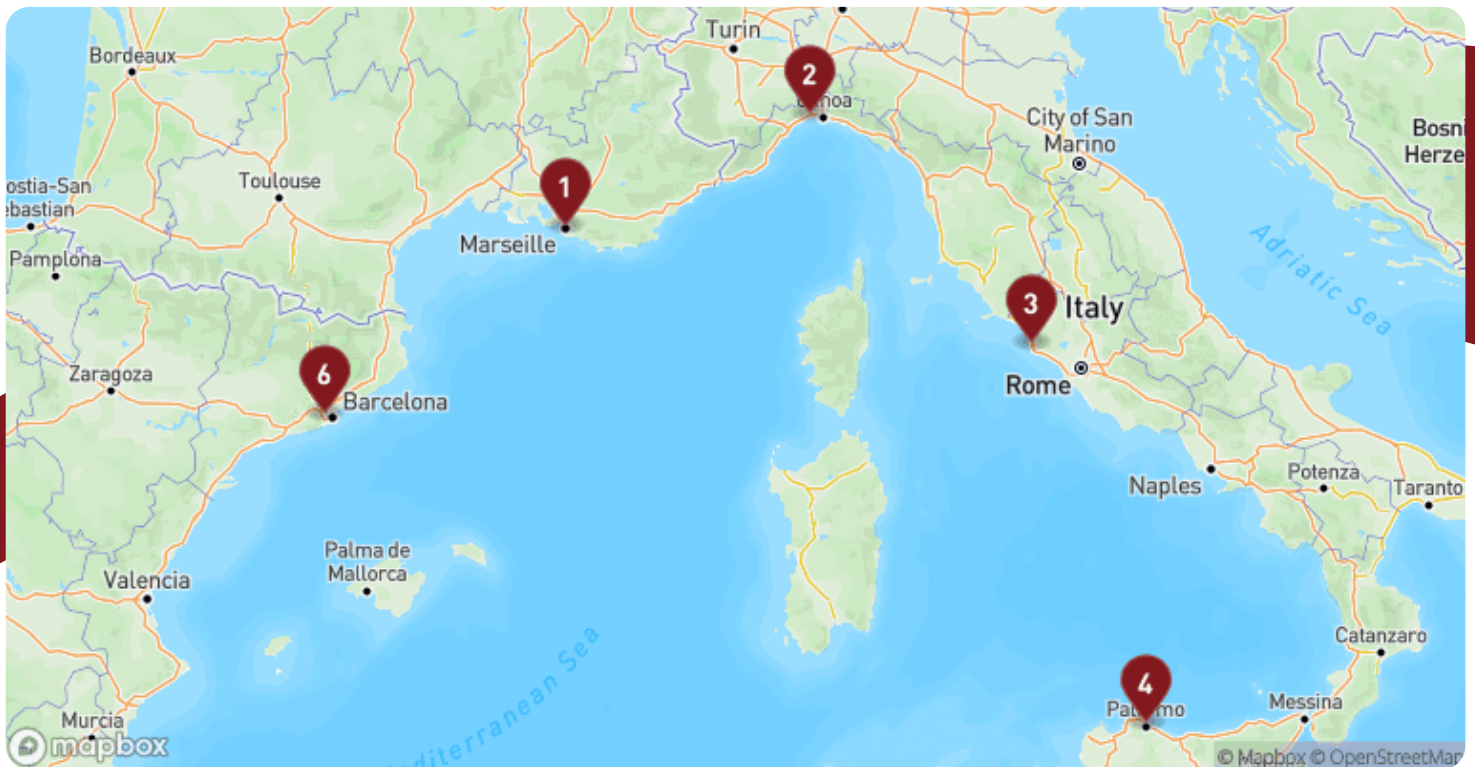 Turin
Bordeaux
2
enoa
City of San
Marino
Bosni
Herze
1
Toulouse
ostia-San
ebastian
Marseille
Pamplona
Adriatic Sea
3
Italy
6
Zaragoza
Barcelona
Rome
Naples
Potenza
Taranto
Palma de
Mallorca
Valencia
Mediterranean Sea
Catanzaro
4
Palermo
Messina
Murcia
mapbox
© Mapbox © OpenStreetMap